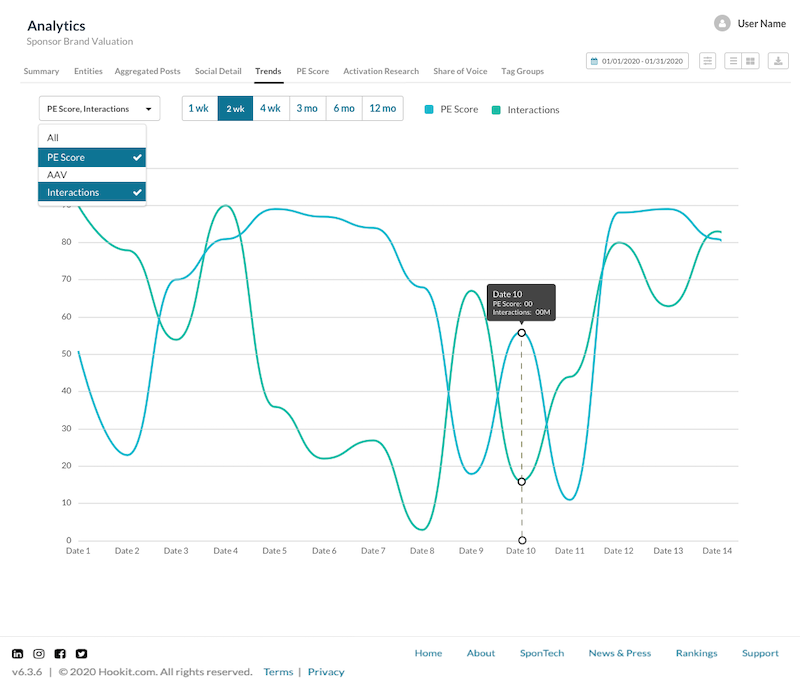 Analytics
User Name
Sponsor Brand Valuation
01/01/2020 - 01/31/2020
Summary Entities Aggregated Posts Social Detail Trends PE Score Activation Research Share of Voice Tag Groups
PE Score, Interactions 1 wk 2 wk 4 wk 3 mo 6 mo 12 mo PE Score Interactions
All
PE Score
AAV
Interactions
80
70
60
50
40
30
20
10
0
Date 10
PE Score: 00
Interactions: 00M
Date 1 Date 2 Date 3 Date 4 Date 5 Date 6 Date 7 Date 8 Date 9 Date 10 Date 11 Date 12 Date 13 Date 14
Home About SponTech News & Press Rankings Support
v6.3.6 | © 2020 Hookit.com. All rights reserved. Terms | Privacy